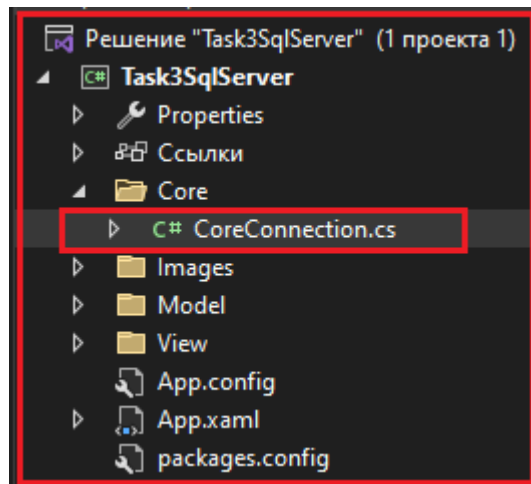 Решение "Task3SqlServer" (1 проекта 1)
C# Task3SqlServer
Properties
Ссылки
Core
C# CoreConnection.cs
Images
Model
View
App.config
App.xaml
packages.config